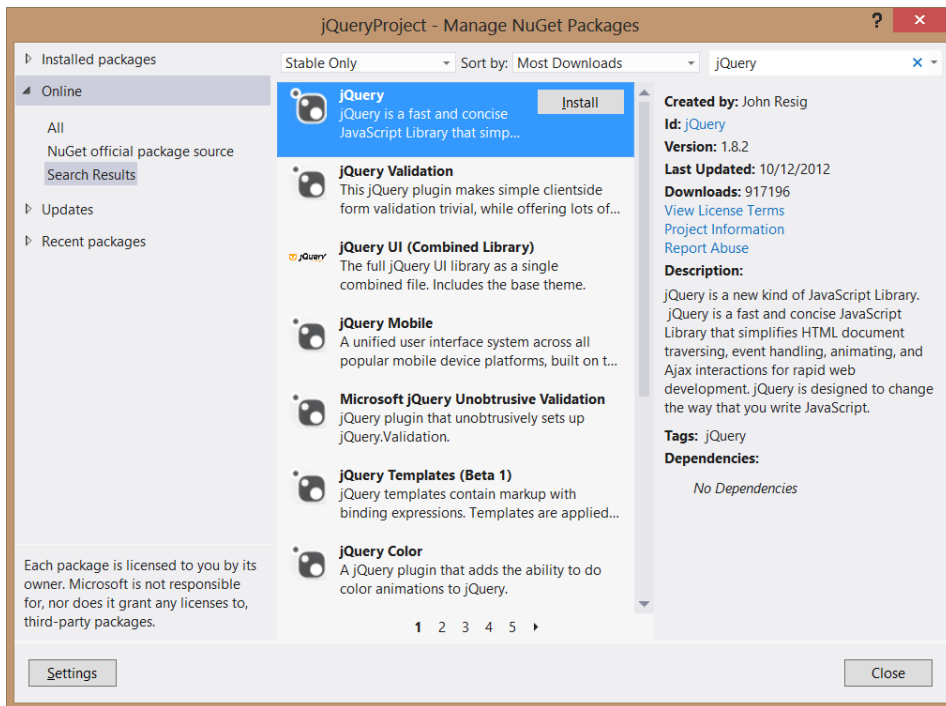 jQueryProject - Manage NuGet Packages
?
Installed packages
Online
All
NuGet official package source
Search Results
Updates
Recent packages
Each package is licensed to you by its
owner. Microsoft is not responsible
for, nor does it grant any licenses to,
third-party packages.
Stable Only
Sort by: Most Downloads
jQuery
jQuery
Install
jQuery is a fast and concise
JavaScript Library that simp...
jQuery Validation
This jQuery plugin makes simple clientside
form validation trivial, while offering lots of...
jQuery
jQuery UI (Combined Library)
The full jQuery UI library as a single
combined file. Includes the base theme.
jQuery Mobile
A unified user interface system across all
popular mobile device platforms, built on t...
Microsoft jQuery Unobtrusive Validation
jQuery plugin that unobtrusively sets up
jQuery.Validation.
jQuery Templates (Beta 1)
jQuery templates contain markup with
binding expressions. Templates are applied...
jQuery Color
A jQuery plugin that adds the ability to do
color animations to jQuery.
1 2 3 4 5
Created by: John Resig
Id: jQuery
Version: 1.8.2
Last Updated: 10/12/2012
Downloads: 917196
View License Terms
Project Information
Report Abuse
Description:
jQuery is a new kind of JavaScript Library.
jQuery is a fast and concise JavaScript
Library that simplifies HTML document
traversing, event handling, animating, and
Ajax interactions for rapid web
development. jQuery is designed to change
the way that you write JavaScript.
Tags: jQuery
Dependencies:
No Dependencies
Settings
Close